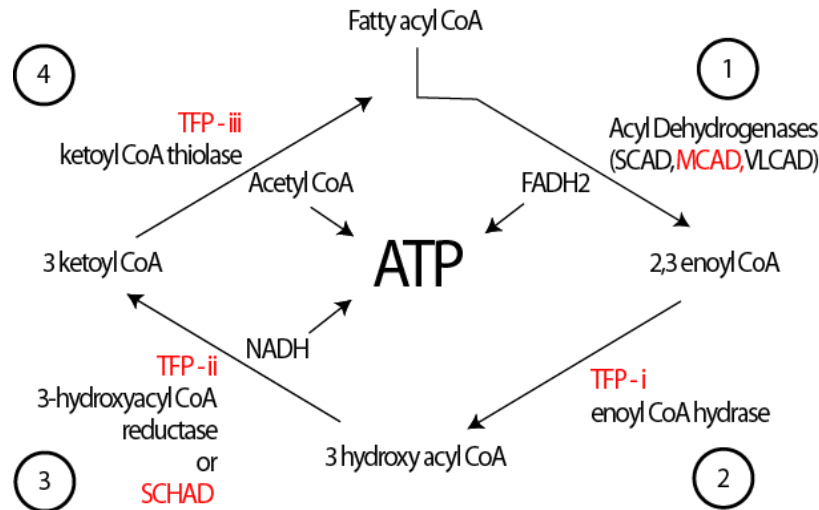 Fatty acyl CoA
4
1
TFP - iii
ketoyl CoA thiolase
Acyl Dehydrogenases
(SCAD,MCAD,VLCAD)
Acetyl CoA
FADH2
3 ketoyl CoA
ATP
2,3 enoyl CoA
NADH
TFP - ii
3-hydroxyacyl CoA
reductase
or
SCHAD
TFP - i
enoyl CoA hydrase
3 hydroxy acyl CoA
3
2